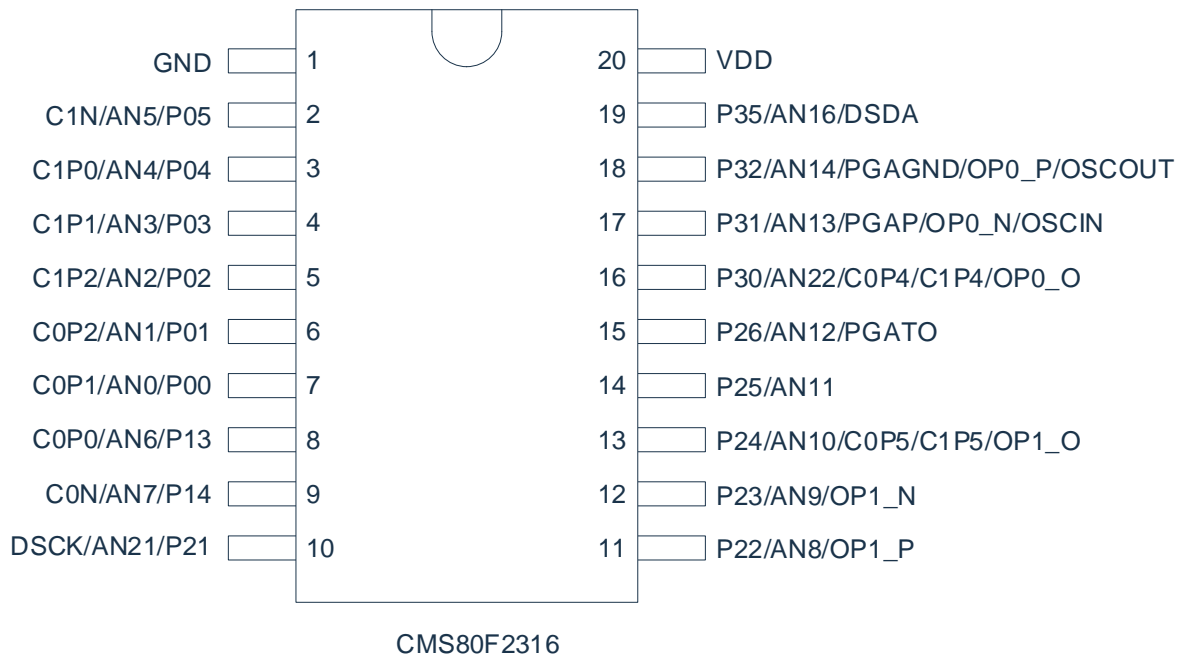 GND 1 20 VDD
C1N/AN5/P05 2 19 P35/AN16/DSDA
C1P0/AN4/P04 3 18 P32/AN14/PGAGND/OP0_P/OSCOUT
C1P1/AN3/P03 4 17 P31/AN13/PGAP/OP0_N/OSCIN
C1P2/AN2/P02 5 16 P30/AN22/C0P4/C1P4/OP0_O
C0P2/AN1/P01 6 15 P26/AN12/PGATO
C0P1/AN0/P00 7 14 P25/AN11
C0P0/AN6/P13 8 13 P24/AN10/C0P5/C1P5/OP1_O
C0N/AN7/P14 9 12 P23/AN9/OP1_N
DSCK/AN21/P21 10 11 P22/AN8/OP1_P
CMS80F2316